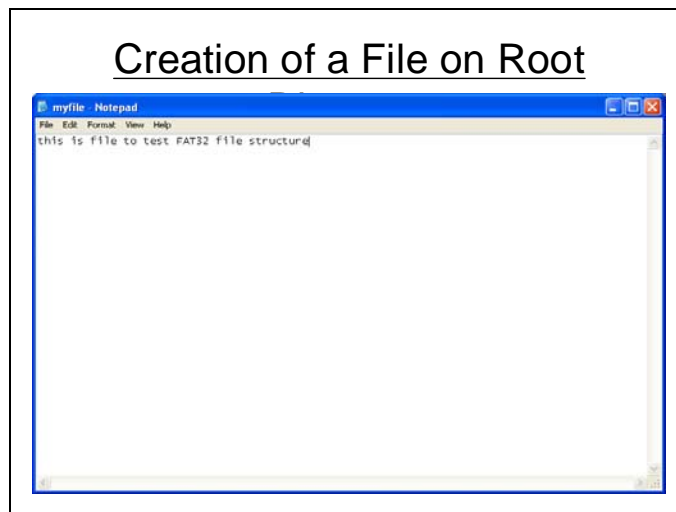 Creation of a File on Root
myfile - Notepad
File Edit Format View Help
this is file to test FAT32 file structure